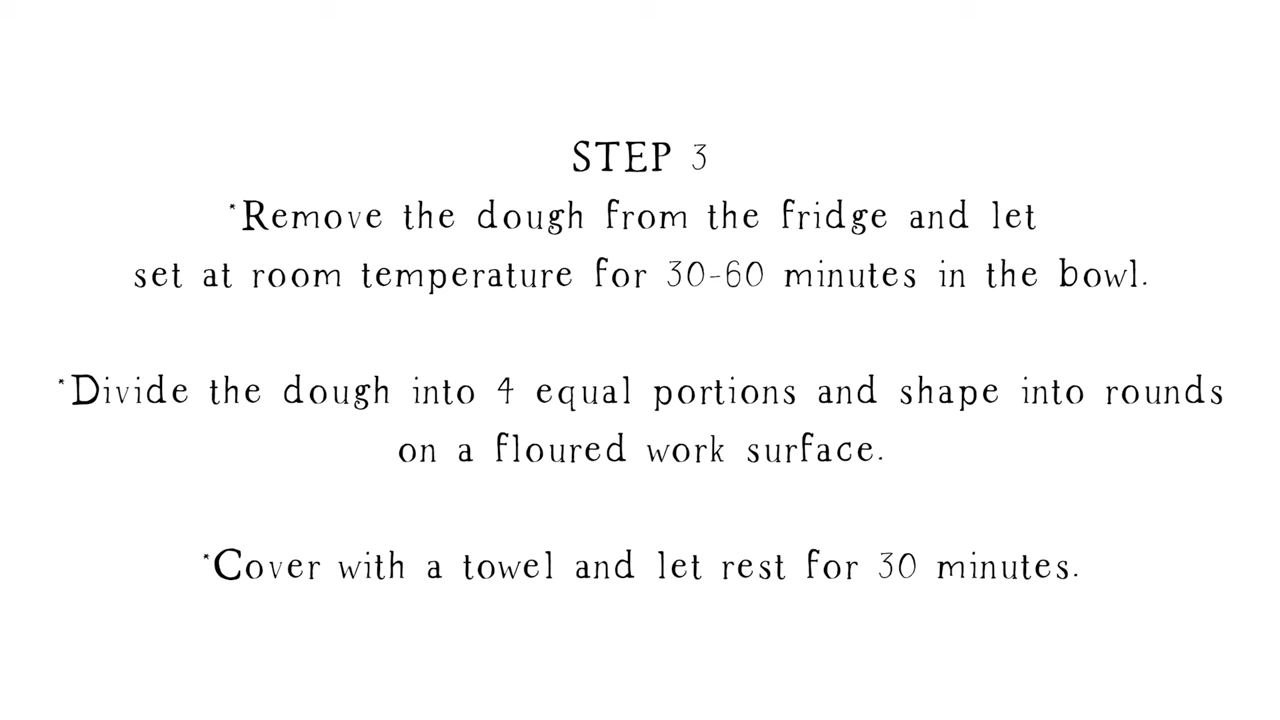 STEP 3
*Remove the dough from the fridge and let
set at room temperature for 30-60 minutes in the bowl.
*Divide the dough into 4 equal portions and shape into rounds
on a floured work surface.
*Cover with a towel and let rest for 30 minutes.